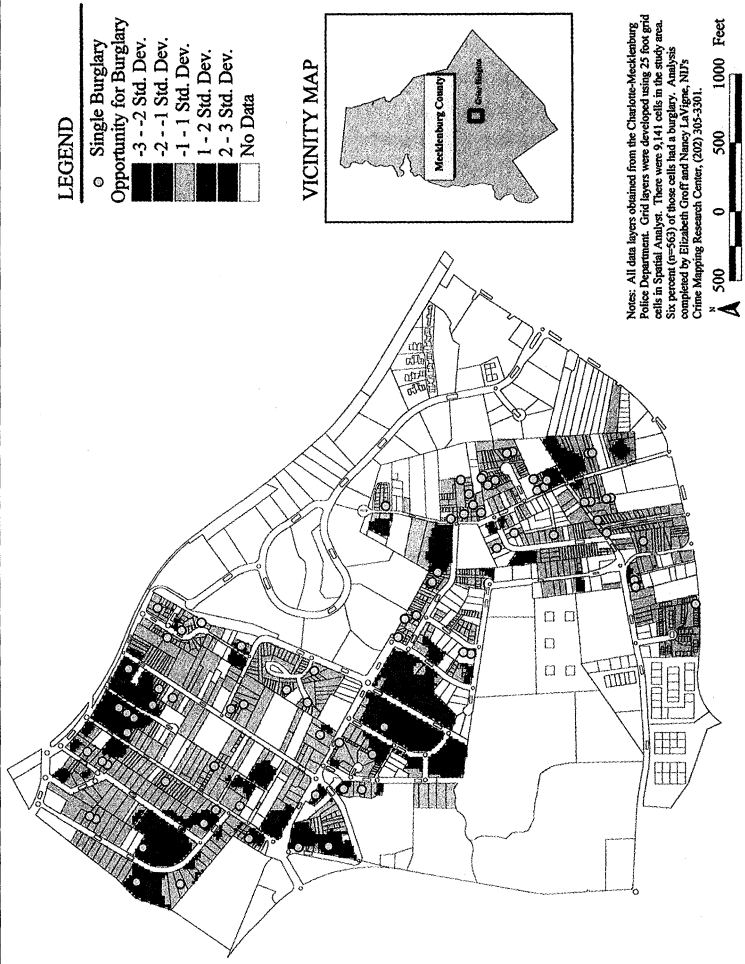 LEGEND
Single Burglary
Opportunity for Burglary
-3 - -2 Std. Dev.
-2 - -1 Std. Dev.
-1 - 1 Std. Dev.
1 - 2 Std. Dev.
2 - 3 Std. Dev.
No Data
VICINITY MAP
Mecklenburg County
Grier Heights
Notes: All data layers obtained from the Charlotte-Mecklenburg
Police Department. Grid layers were developed using 25 foot grid
cells in Spatial Analyst. There were 9,141 cells in the study area.
Six percent (n=563) of those cells had a burglary. Analysis
completed by Elizabeth Groff and Nancy LaVigne, NIJ's
Crime Mapping Research Center, (202) 305-3301.
N
500 0 500 1000 Feet